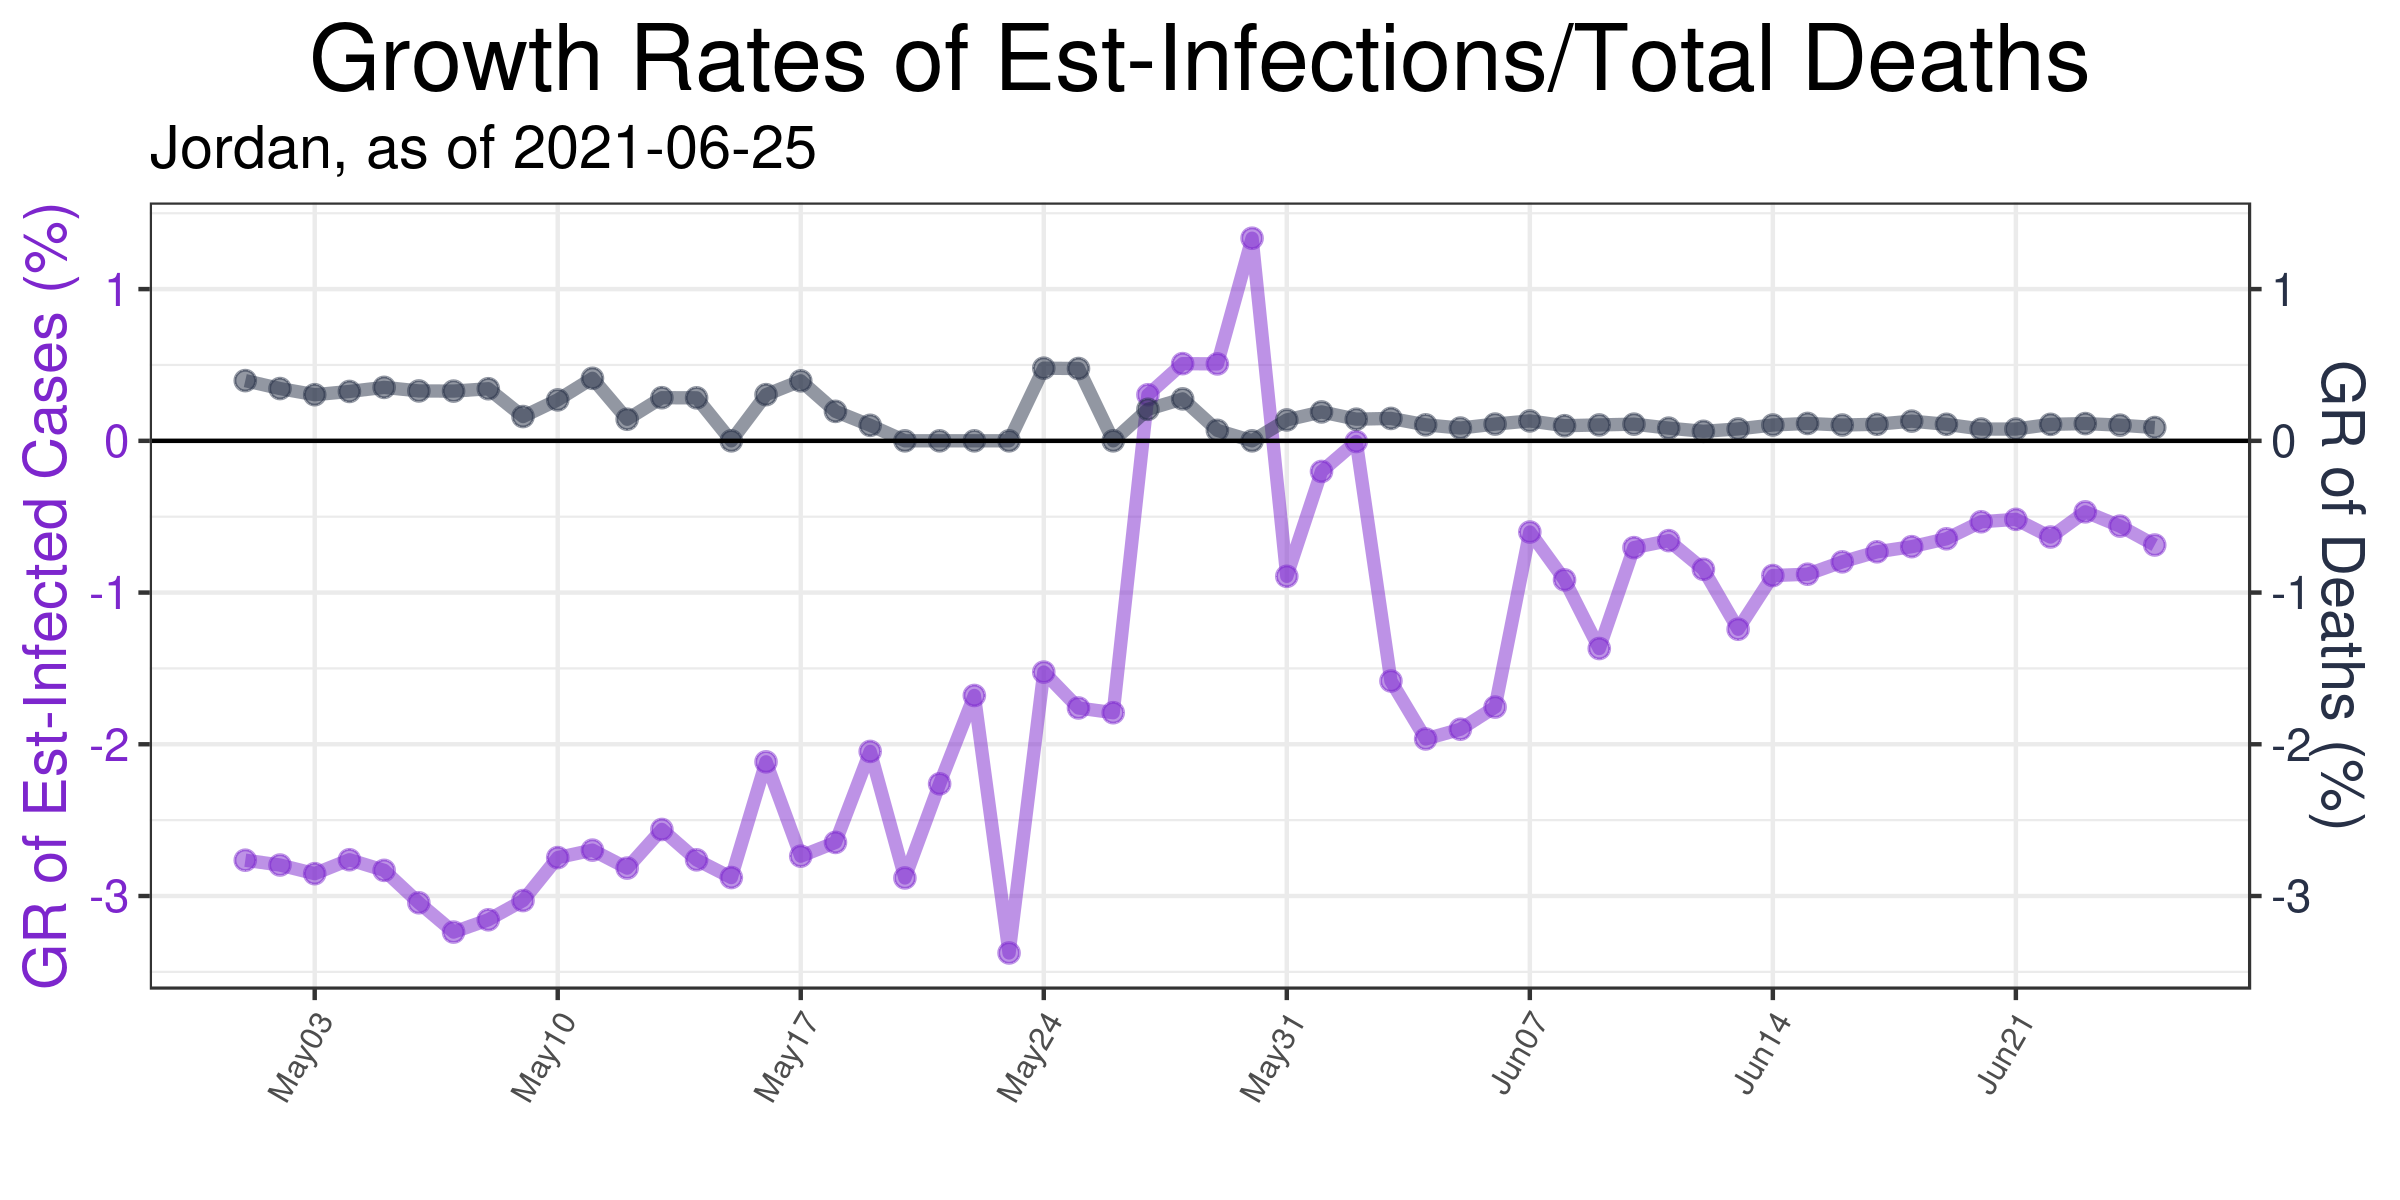 Growth Rates of Est-Infections/Total Deaths
Jordan, as of 2021-06-25
GR of Est-Infected Cases (%)
1
0
-1
-2
-3
1
0
-1
-2
-3
GR of Deaths (%)
May03
May10
May17
May24
May31
Jun07
Jun14
Jun21